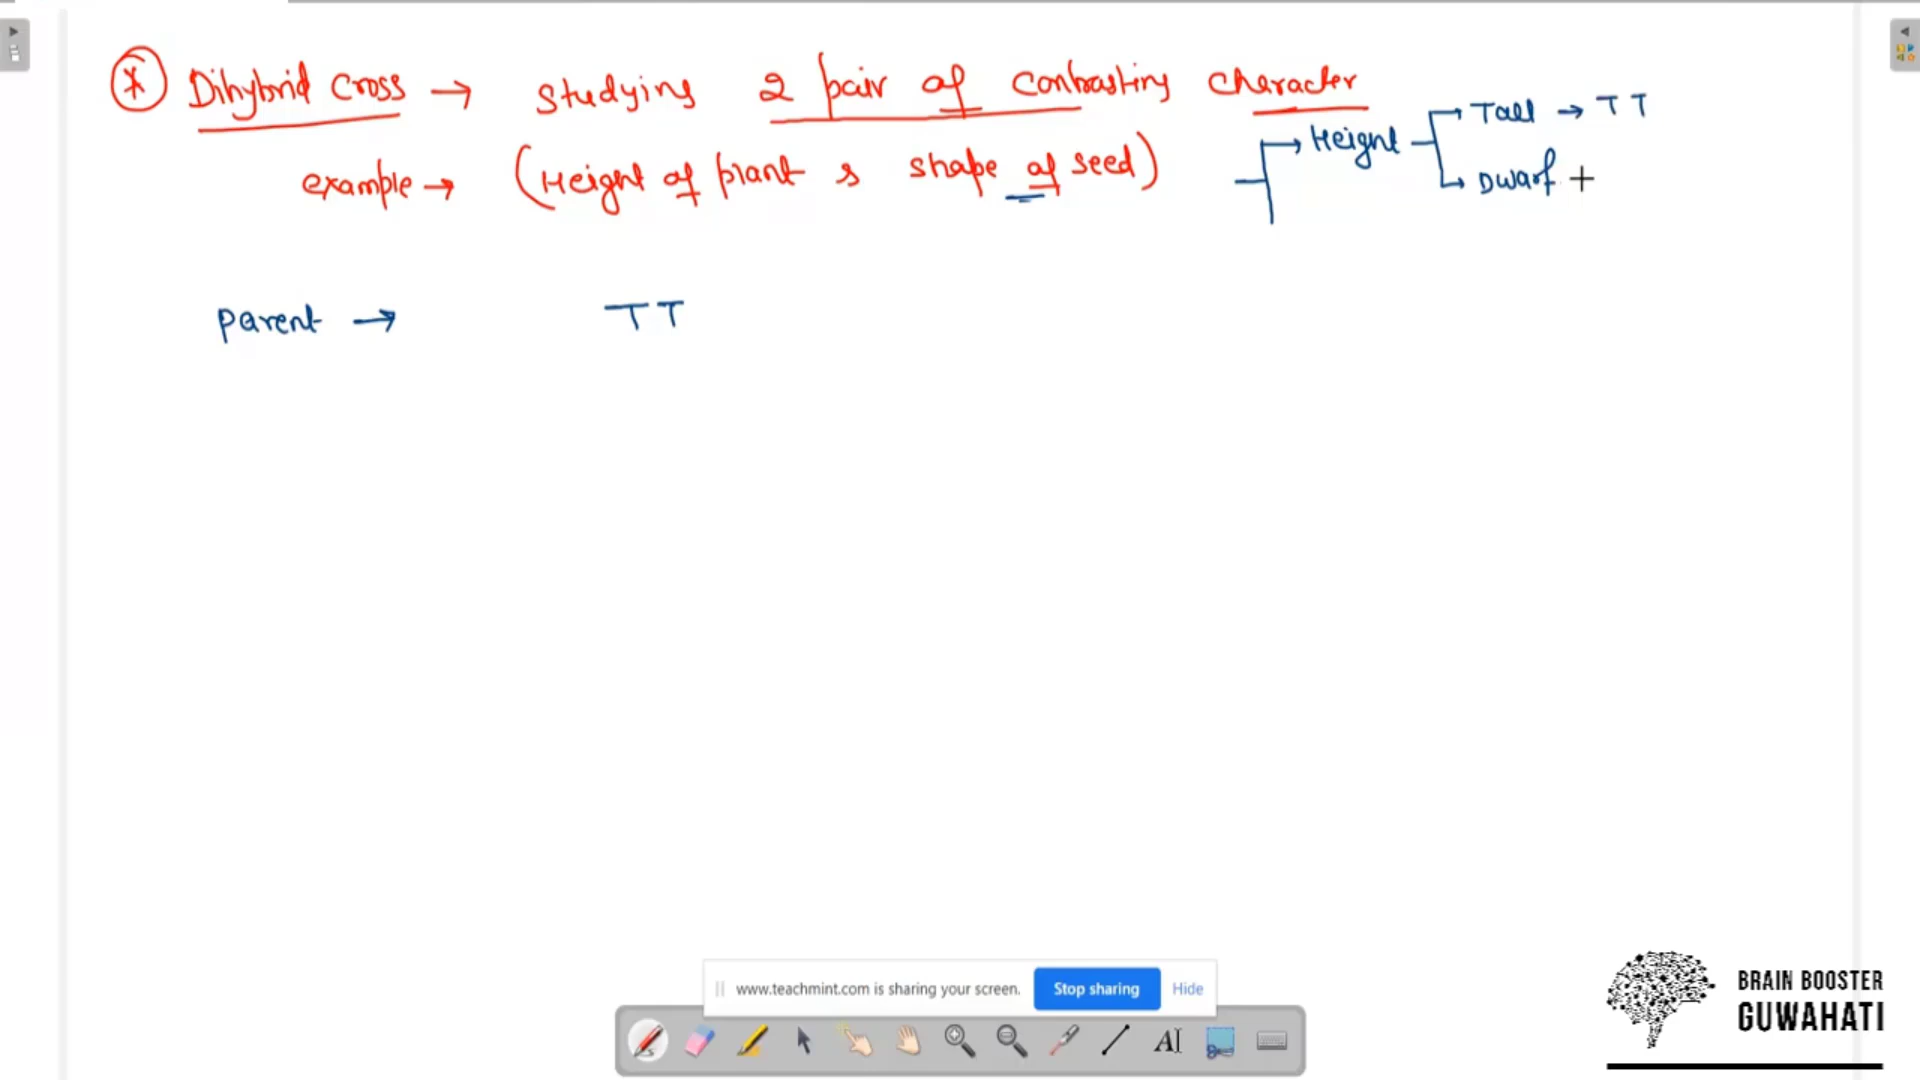 * Dihybrid Cross → Studying 2 pair of contrasting character
example → (Height of plant & shape of seed)
→ Height → Tall → TT
→ Dwarf
Parent → TT
www.teachmint.com is sharing your screen. Stop sharing Hide
AI
BRAIN BOOSTER
GUWAHATI